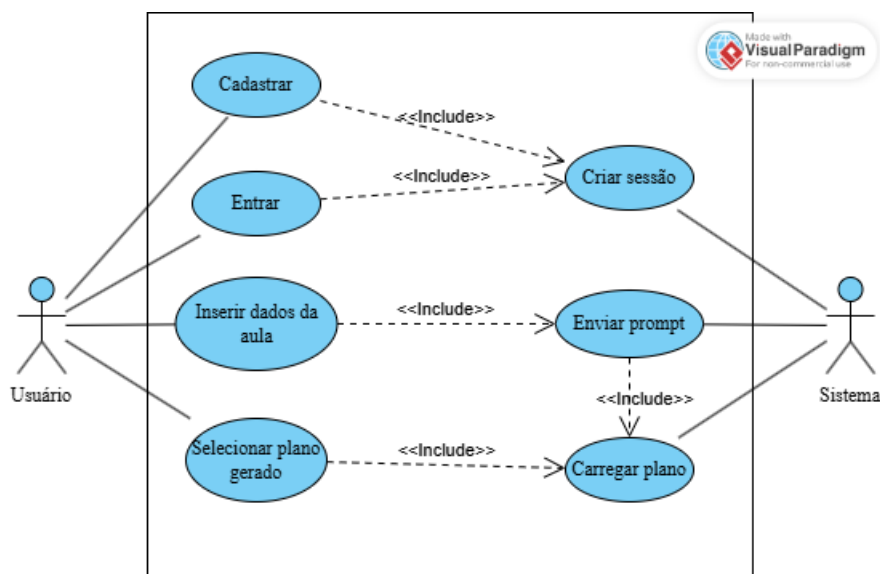 Made with
Visual Paradigm
For non-commercial use
Cadastrar
<<Include>>
Entrar
<<Include>>
Criar sessão
Inserir dados da
aula
<<Include>>
Enviar prompt
Usuário
Sistema
<<Include>>
Selecionar plano
gerado
<<Include>>
Carregar plano